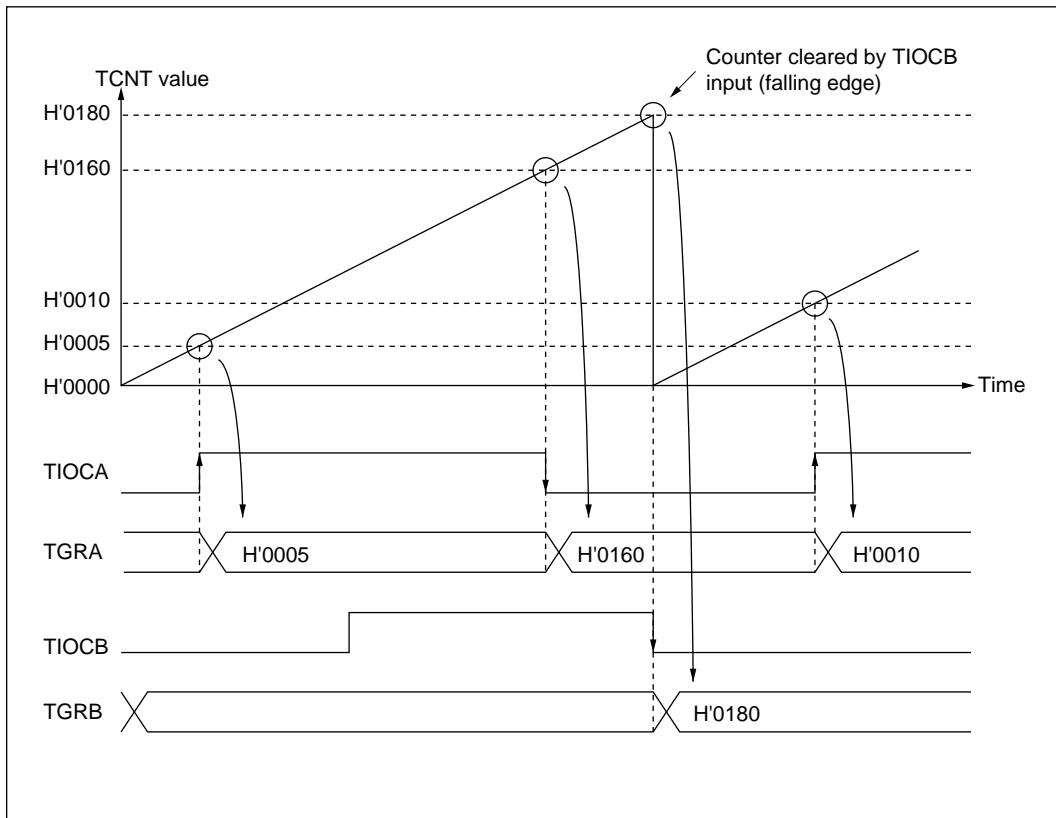 Counter cleared by TIOCB
input (falling edge)
TCNT value
H'0180
H'0160
H'0010
H'0005
H'0000
Time
TIOCA
TGRA
H'0005
H'0160
H'0010
TIOCB
TGRB
H'0180